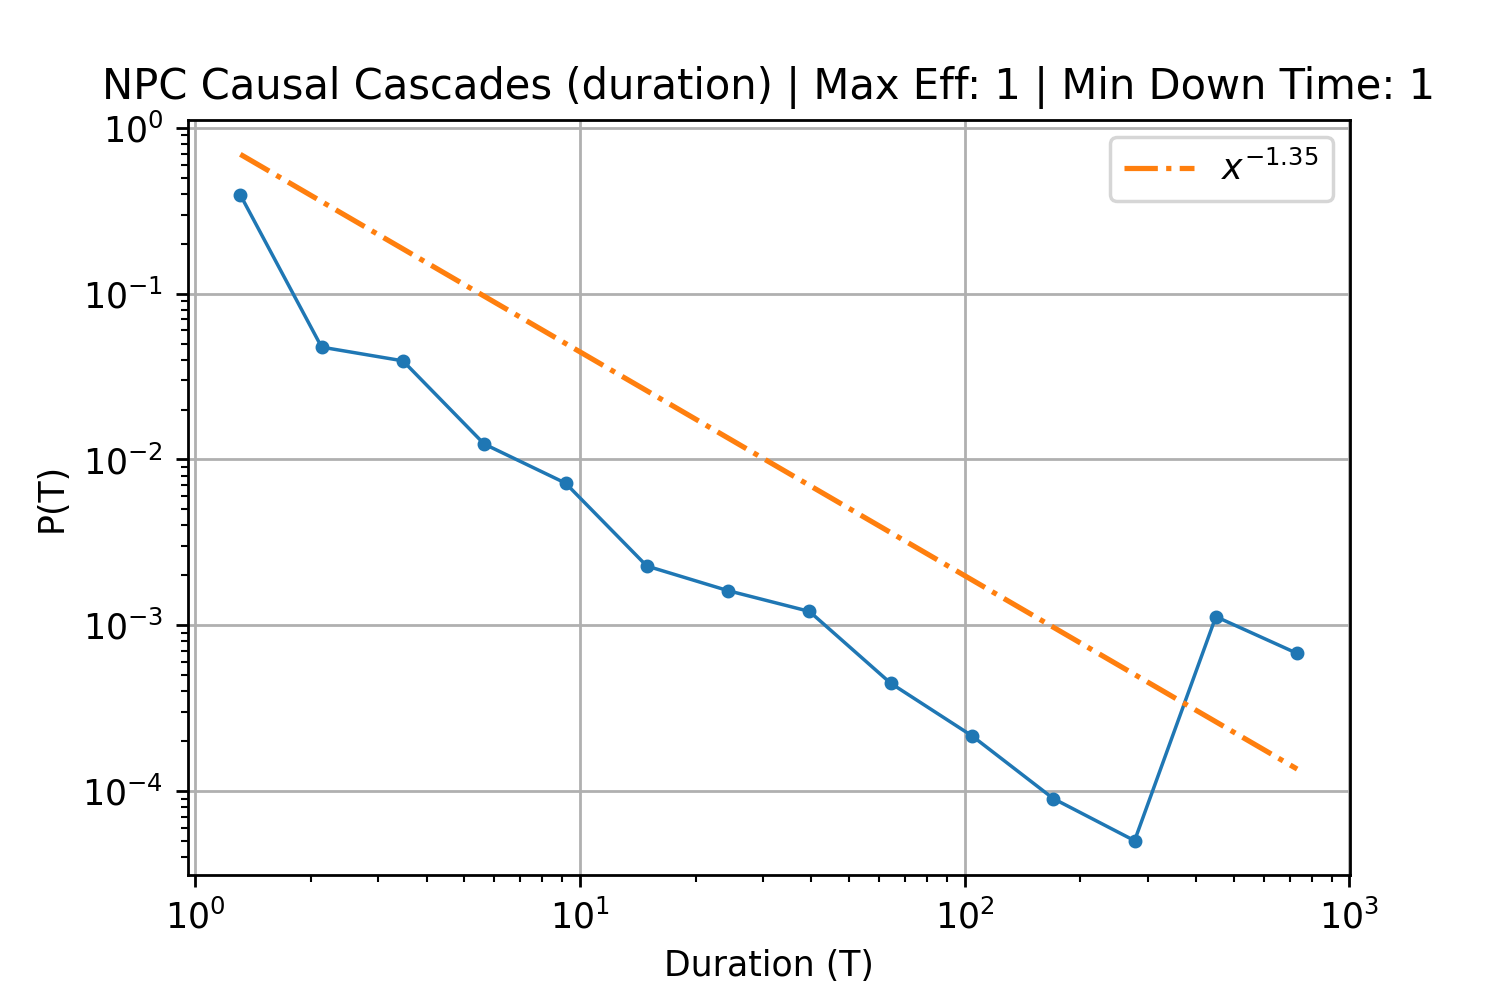 NPC Causal Cascades (duration) | Max Eff: 1 | Min Down Time: 1
x^{-1.35}
10^0
10^{-1}
10^{-2}
10^{-3}
10^{-4}
P(T)
10^0 10^1 10^2 10^3
Duration (T)